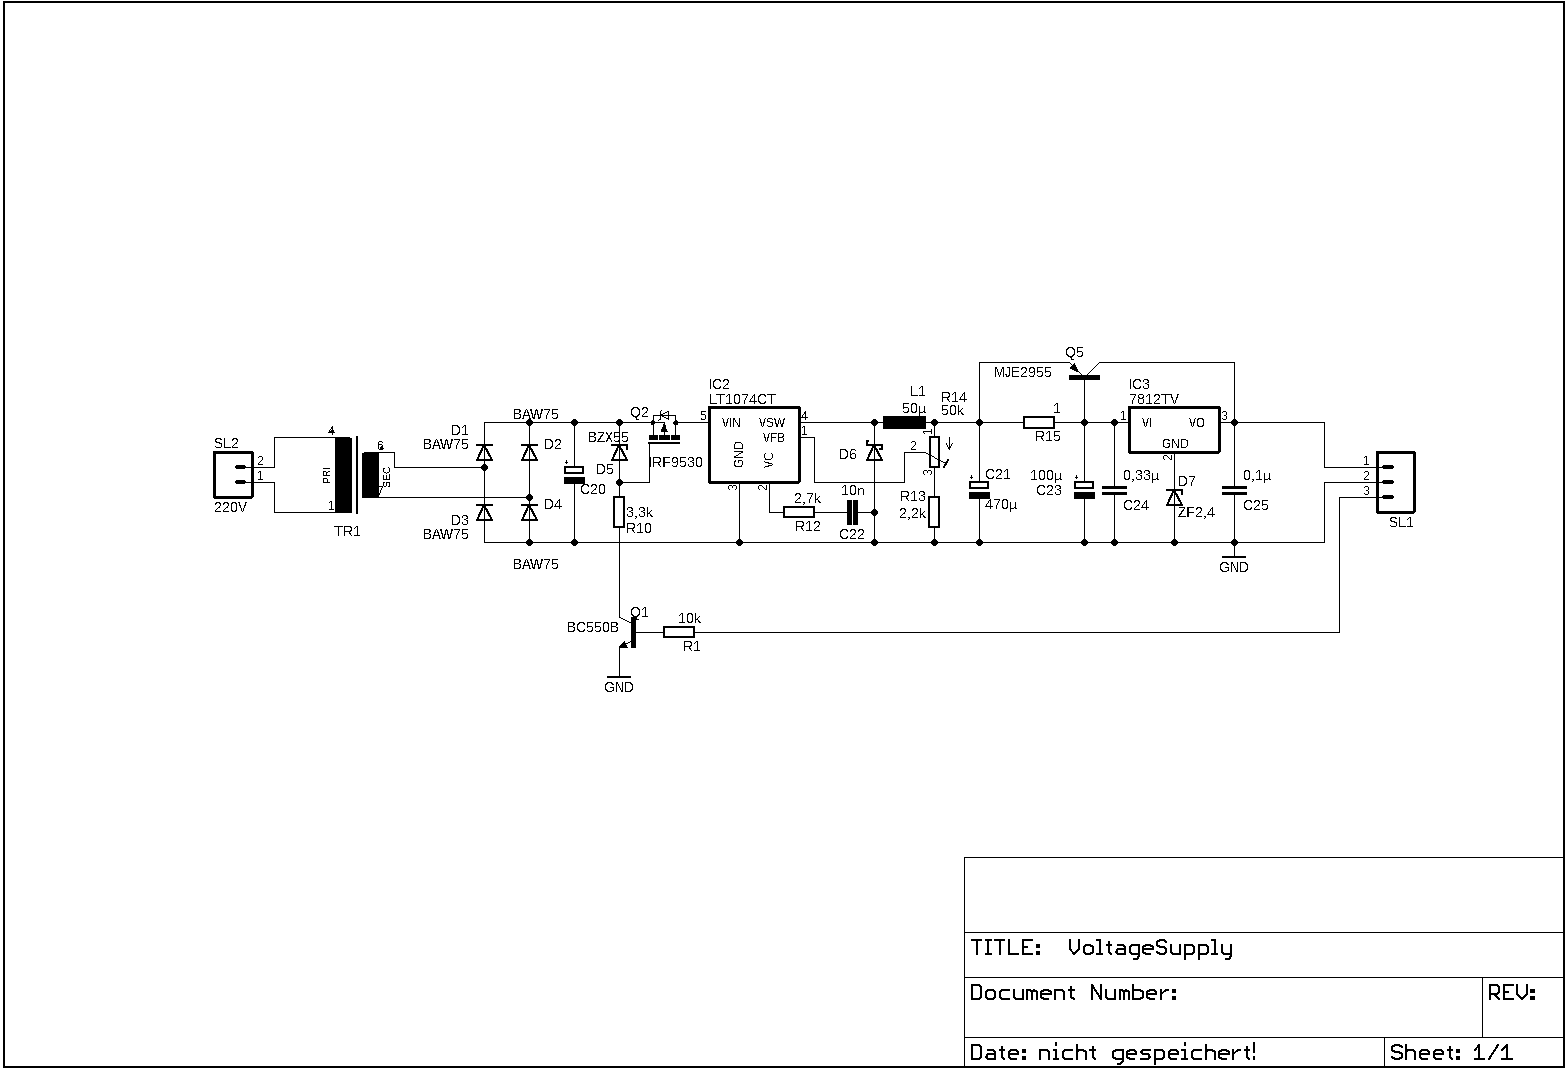 Q5
MJE2955
IC2
LT1074CT
L1
50µ
R14
50k
IC3
7812TV
1
R15
BAW75
Q2
5
VIN
VSW
4
VFB
1
GND
VC
3
2
1
VI
VO
3
GND
2
SL2
2
1
220V
4
PRI
1
TR1
6
SEC
7
D1
BAW75
D2
BZX55
D5
IRF9530
D6
1
2
3
D3
BAW75
D4
C20
3,3k
R10
2,7k
R12
10n
C22
R13
2,2k
C21
470µ
100µ
C23
0,33µ
C24
D7
ZF2,4
0,1µ
C25
1
2
3
SL1
BAW75
GND
Q1
BC550B
10k
R1
GND
TITLE: VoltageSupply
Document Number:
REV:
Date: nicht gespeichert!
Sheet: 1/1